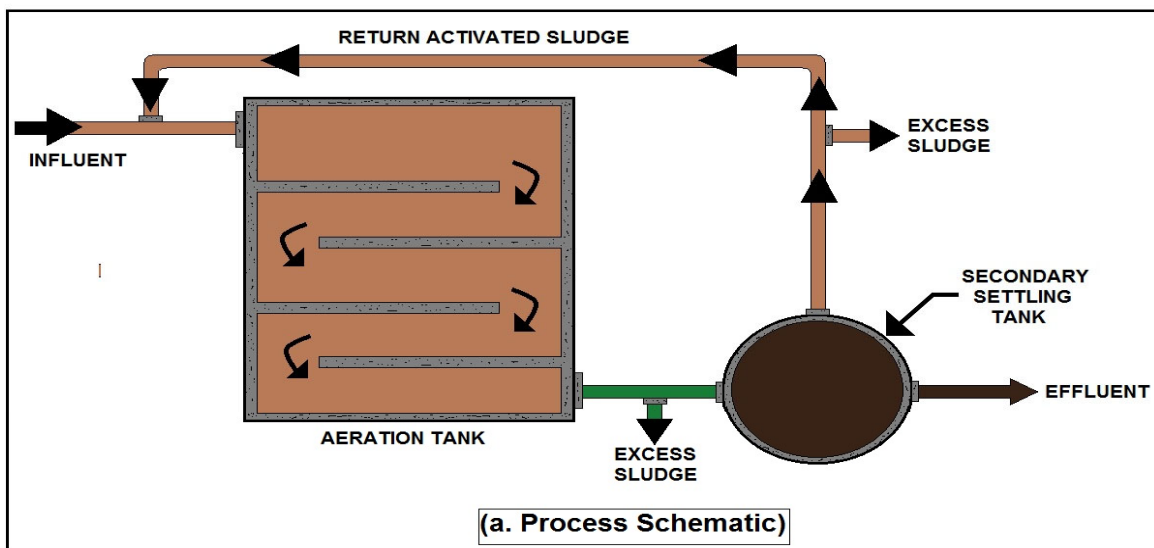 RETURN ACTIVATED SLUDGE
INFLUENT
EXCESS
SLUDGE
SECONDARY
SETTLING
TANK
EFFLUENT
AERATION TANK
EXCESS
SLUDGE
(a. Process Schematic)